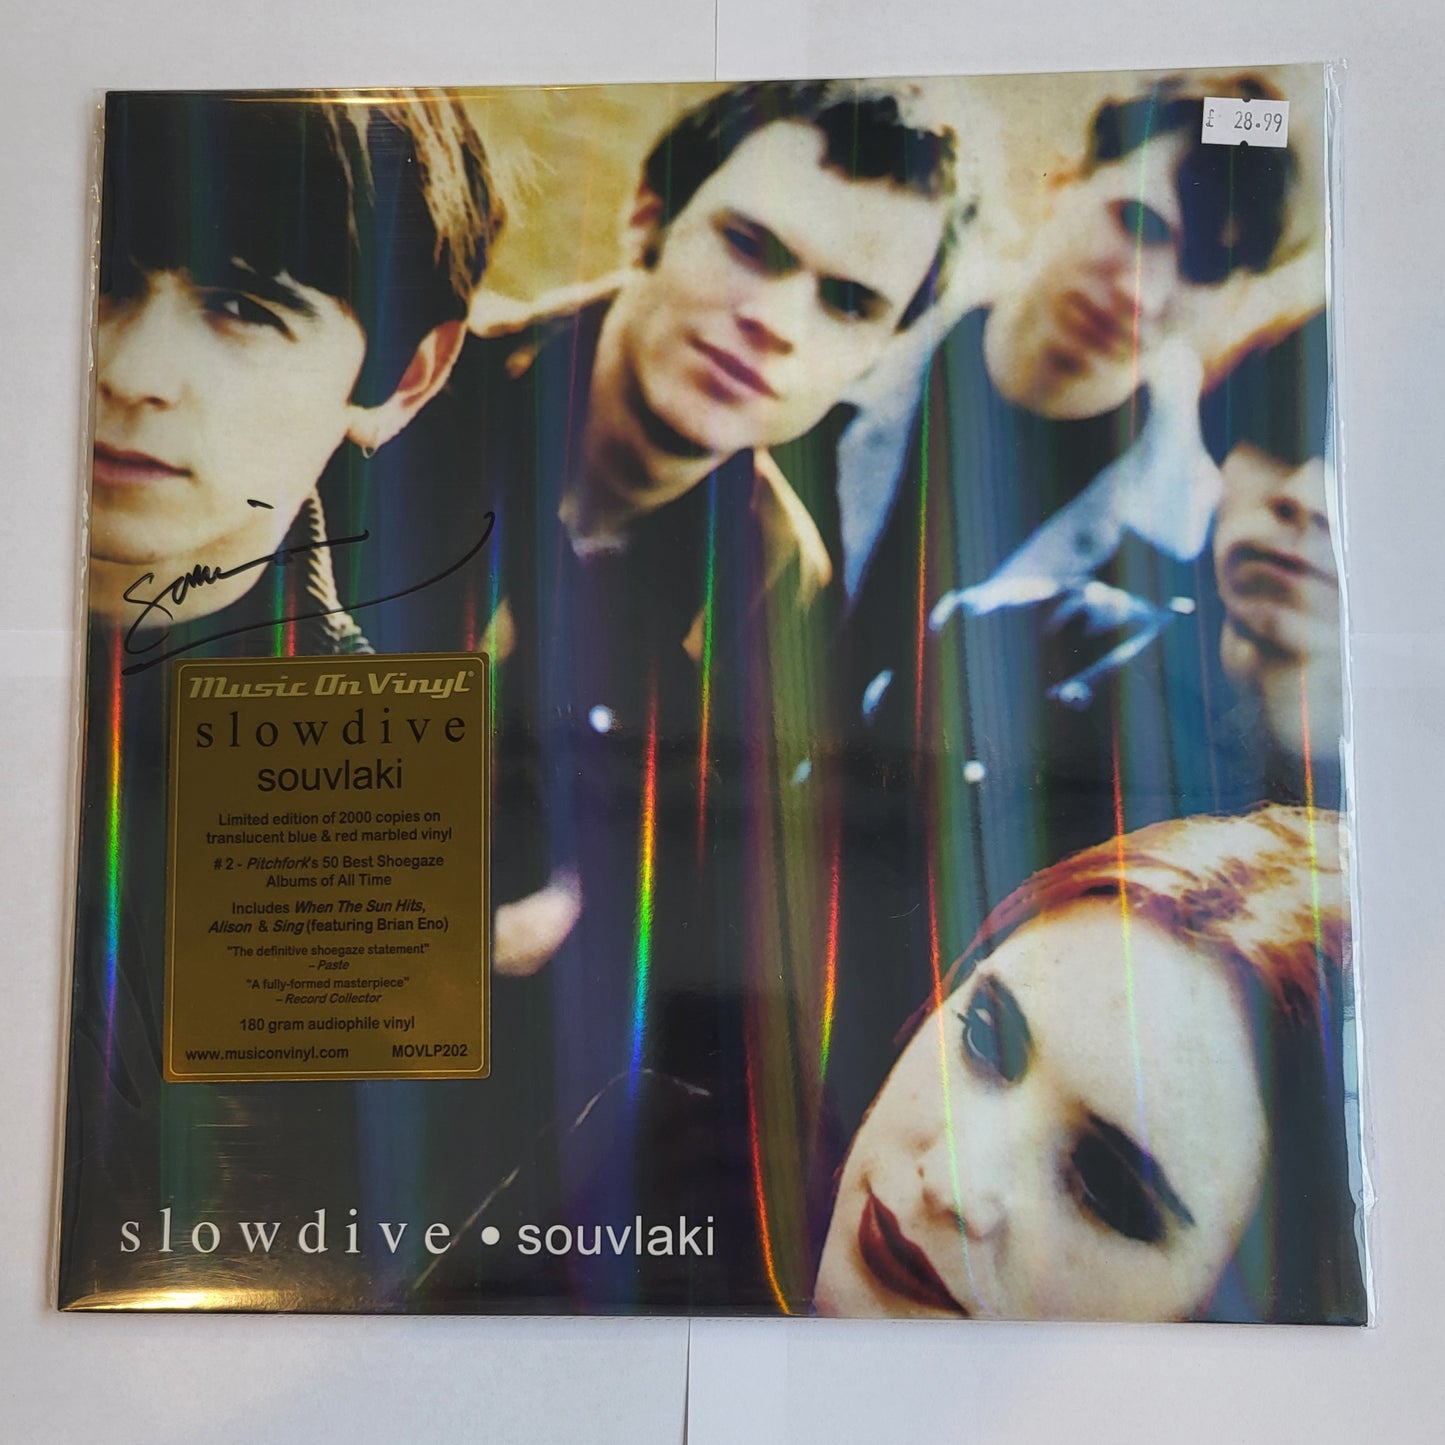 £ 28.99
Music On Vinyl®
slowdive
souvlaki
Limited edition of 2000 copies on
translucent blue & red marbled vinyl
# 2 - Pitchfork's 50 Best Shoegaze
Albums of All Time
Includes When The Sun Hits,
Alison & Sing (featuring Brian Eno)
"The definitive shoegaze statement"
– Paste
"A fully-formed masterpiece"
– Record Collector
180 gram audiophile vinyl
www.musiconvinyl.com MOVLP202
slowdive • souvlaki